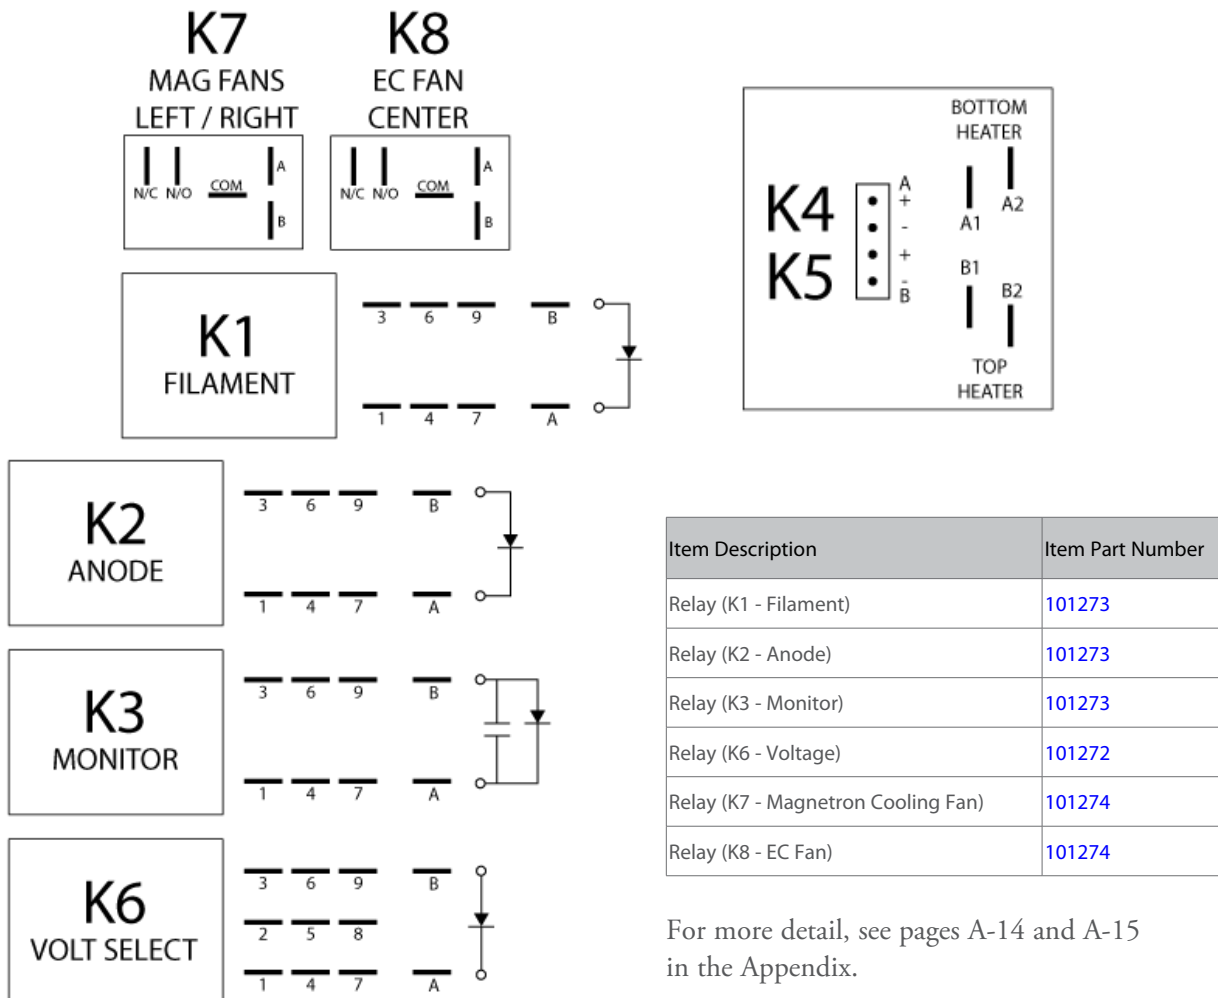 K7
MAG FANS
LEFT / RIGHT
N/C N/O COM A
B
K8
EC FAN
CENTER
N/C N/O COM A
B
K1
FILAMENT
3 6 9 B
1 4 7 A
K2
ANODE
3 6 9 B
1 4 7 A
K3
MONITOR
3 6 9 B
1 4 7 A
K6
VOLT SELECT
3 6 9 B
2 5 8
1 4 7 A
BOTTOM
HEATER
K4
K5
A
+
-
+
-
B
A1 A2
B1 B2
TOP
HEATER
Item Description Item Part Number
Relay (K1 - Filament) 101273
Relay (K2 - Anode) 101273
Relay (K3 - Monitor) 101273
Relay (K6 - Voltage) 101272
Relay (K7 - Magnetron Cooling Fan) 101274
Relay (K8 - EC Fan) 101274
For more detail, see pages A-14 and A-15
in the Appendix.